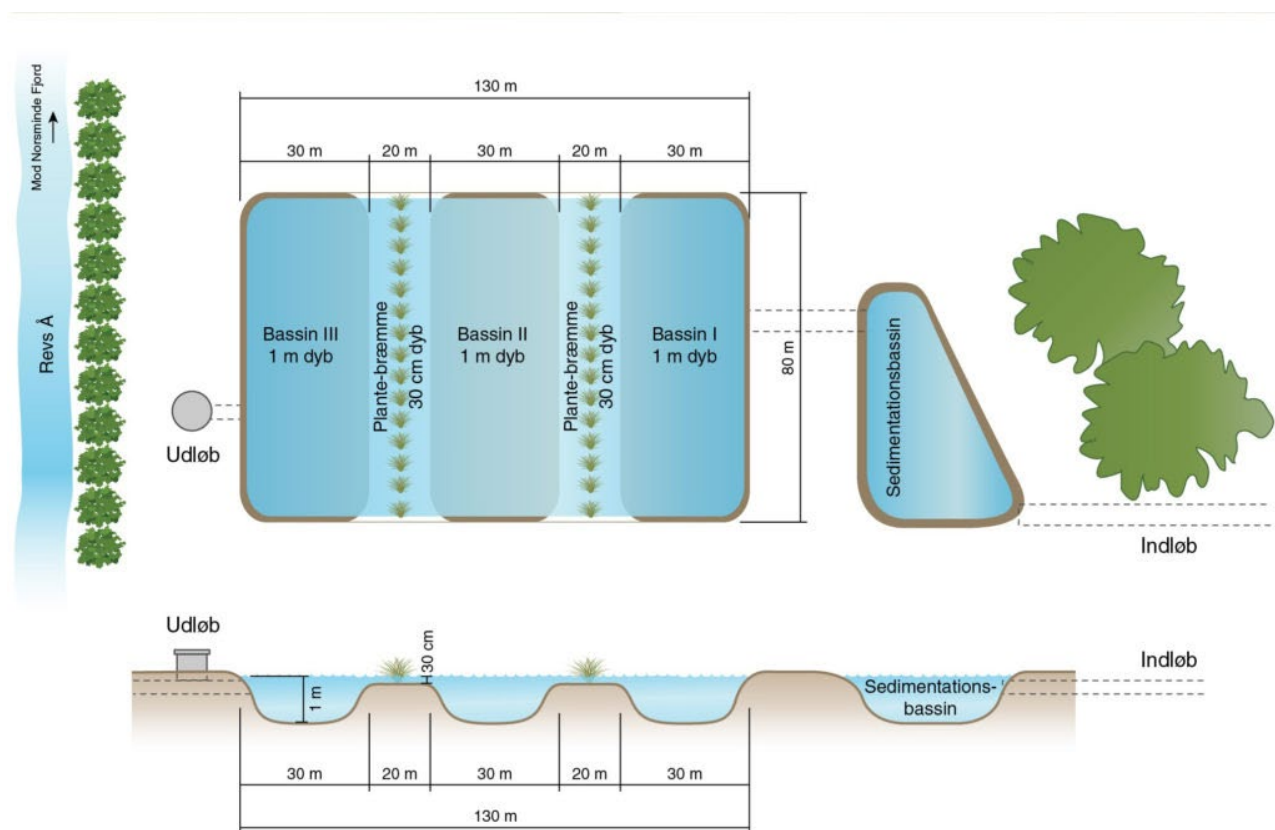 130 m
30 m
20 m
30 m
20 m
30 m
Mod Norsminde Fjord
Revs Å
Udløb
Bassin III
1 m dyb
Plante-bræmme
30 cm dyb
Bassin II
1 m dyb
Plante-bræmme
30 cm dyb
Bassin I
1 m dyb
80 m
Sedimentationsbassin
Indløb
Udløb
30 cm
1 m
Sedimentations-
bassin
Indløb
30 m
20 m
30 m
20 m
30 m
130 m